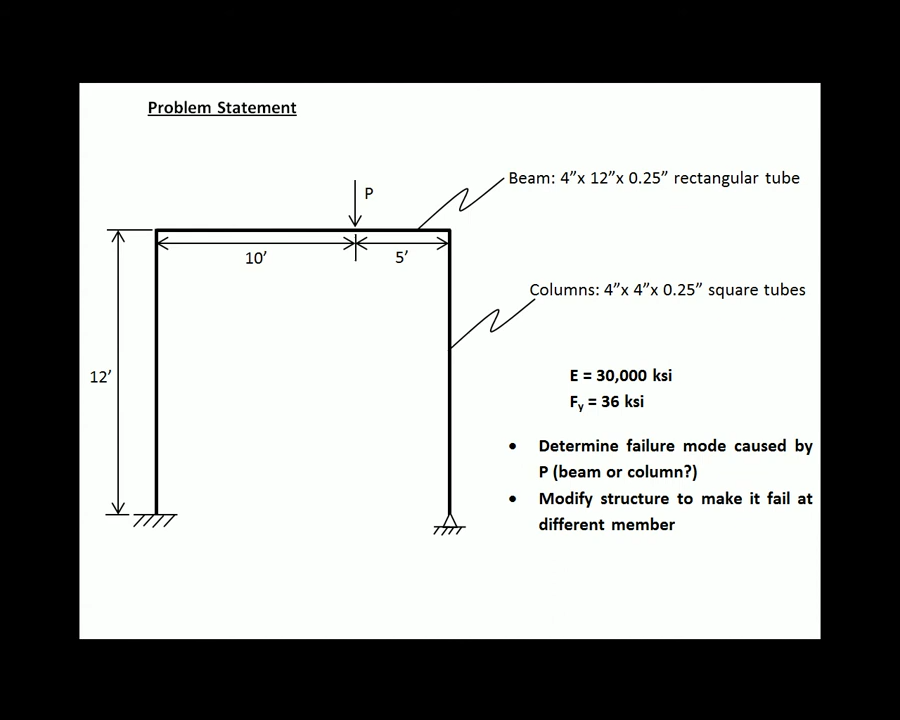 Problem Statement
P
Beam: 4”x 12”x 0.25” rectangular tube
10’
5’
Columns: 4”x 4”x 0.25” square tubes
12’
E = 30,000 ksi
Fy = 36 ksi
• Determine failure mode caused by
P (beam or column?)
• Modify structure to make it fail at
different member